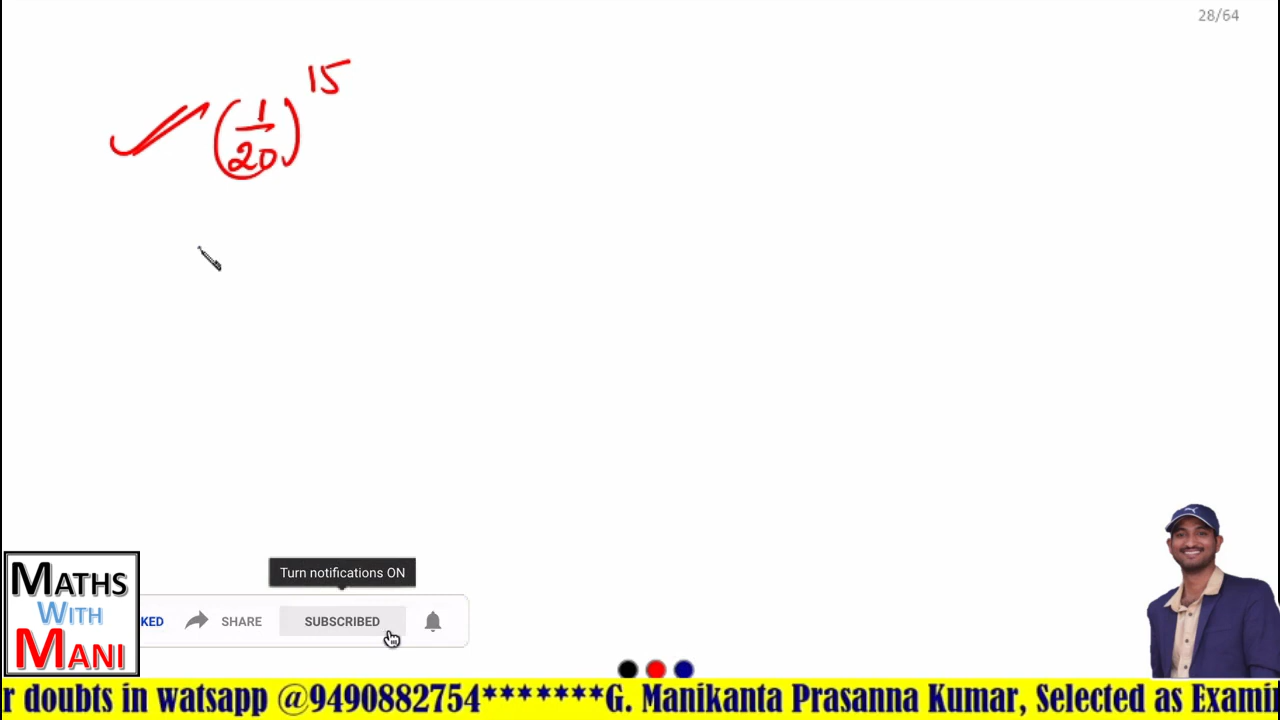 28/64
(1/20)^15
Turn notifications ON
KED SHARE SUBSCRIBED
MATHS
WITH
MANI
r doubts in watsapp @9490882754*******G. Manikanta Prasanna Kumar, Selected as Exami